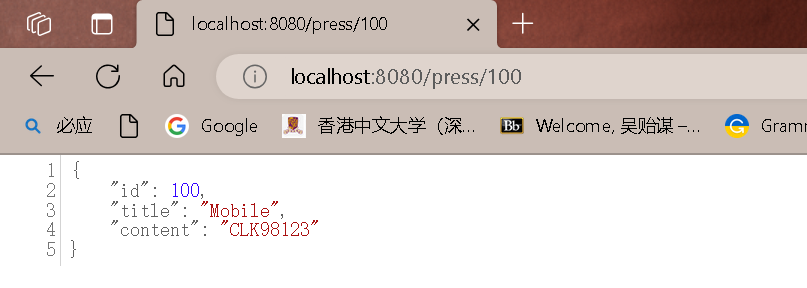 localhost:8080/press/100
localhost:8080/press/100
必应 Google 香港中文大学（深... Bb Welcome, 吴贻谋 –... Gramm
1 {
2 "id": 100,
3 "title": "Mobile",
4 "content": "CLK98123"
5 }